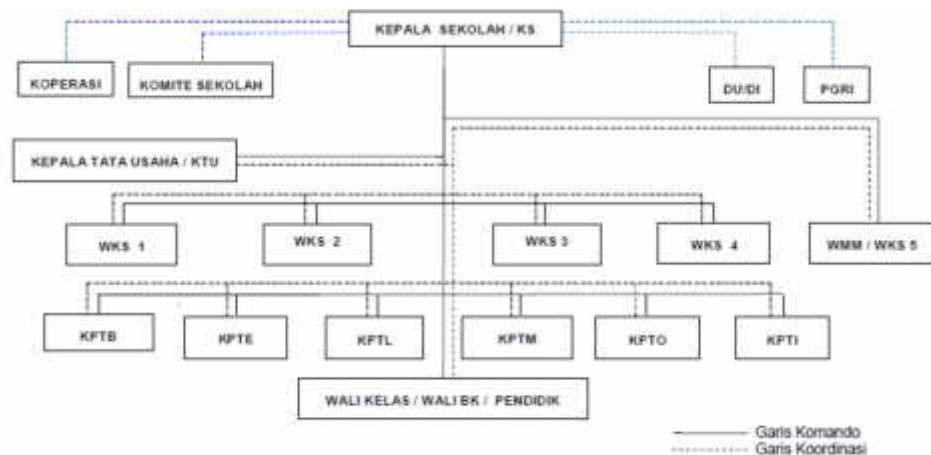 KEPALA SEKOLAH / KS
KOPERASI
KOMITE SEKOLAH
DU/DI
PGRI
KEPALA TATA USAHA / KTU
WKS 1
WKS 2
WKS 3
WKS 4
WMM / WKS 5
KPTB
KPTE
KPTL
KPTM
KPTO
KPTI
WALI KELAS / WALI BK / PENDIDIK
Garis Komando
Garis Koordinasi